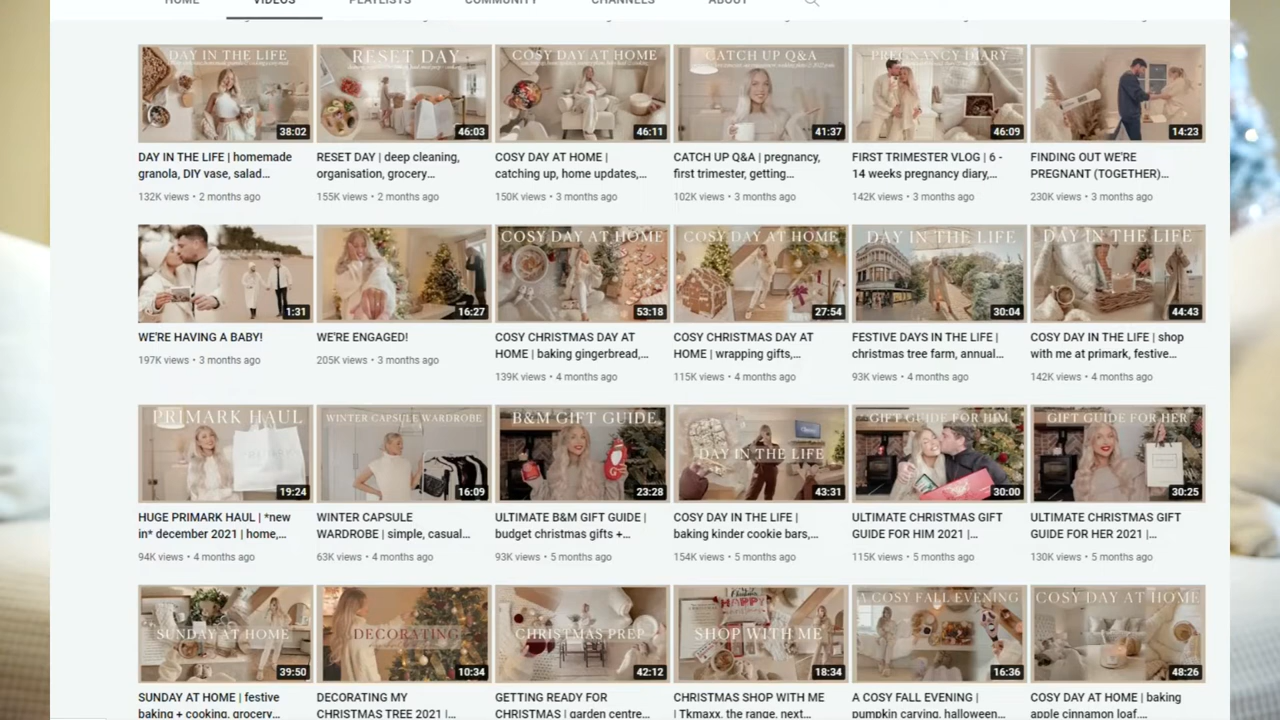 HOME VIDEOS PLAYLISTS COMMUNITY CHANNELS ABOUT
DAY IN THE LIFE
RESET DAY
COSY DAY AT HOME
CATCH UP Q&A
PREGNANCY DIARY
38:02
46:03
46:11
41:37
46:09
14:23
DAY IN THE LIFE | homemade
granola, DIY vase, salad...
132K views • 2 months ago
RESET DAY | deep cleaning,
organisation, grocery...
155K views • 2 months ago
COSY DAY AT HOME |
catching up, home updates,...
150K views • 3 months ago
CATCH UP Q&A | pregnancy,
first trimester, getting...
102K views • 3 months ago
FIRST TRIMESTER VLOG | 6 -
14 weeks pregnancy diary,...
142K views • 3 months ago
FINDING OUT WE'RE
PREGNANT (TOGETHER)...
230K views • 3 months ago
COSY DAY AT HOME
COSY DAY AT HOME
DAY IN THE LIFE
DAY IN THE LIFE
1:31
16:27
53:18
27:54
30:04
44:43
WE'RE HAVING A BABY!
197K views • 3 months ago
WE'RE ENGAGED!
205K views • 3 months ago
COSY CHRISTMAS DAY AT
HOME | baking gingerbread,...
139K views • 4 months ago
COSY CHRISTMAS DAY AT
HOME | wrapping gifts,...
115K views • 4 months ago
FESTIVE DAYS IN THE LIFE |
christmas tree farm, annual...
93K views • 4 months ago
COSY DAY IN THE LIFE | shop
with me at primark, festive...
142K views • 4 months ago
PRIMARK HAUL
WINTER CAPSULE WARDROBE
B&M GIFT GUIDE
DAY IN THE LIFE
GIFT GUIDE FOR HIM
GIFT GUIDE FOR HER
19:24
16:09
23:28
43:31
30:00
30:25
HUGE PRIMARK HAUL | *new
in* december 2021 | home,...
94K views • 4 months ago
WINTER CAPSULE
WARDROBE | simple, casual...
63K views • 4 months ago
ULTIMATE B&M GIFT GUIDE |
budget christmas gifts +...
93K views • 5 months ago
COSY DAY IN THE LIFE |
baking kinder cookie bars,...
154K views • 5 months ago
ULTIMATE CHRISTMAS GIFT
GUIDE FOR HIM 2021 |...
115K views • 5 months ago
ULTIMATE CHRISTMAS GIFT
GUIDE FOR HER 2021 |...
130K views • 5 months ago
SUNDAY AT HOME
DECORATING
CHRISTMAS PREP
SHOP WITH ME
HAPPY
A COSY FALL EVENING
COSY DAY AT HOME
39:50
10:34
42:12
18:34
16:36
48:26
SUNDAY AT HOME | festive
baking + cooking, grocery...
DECORATING MY
CHRISTMAS TREE 2021 |...
GETTING READY FOR
CHRISTMAS | garden centre...
CHRISTMAS SHOP WITH ME
| Tkmaxx, the range, next...
A COSY FALL EVENING |
pumpkin carving, halloween...
COSY DAY AT HOME | baking
apple cinnamon loaf,...